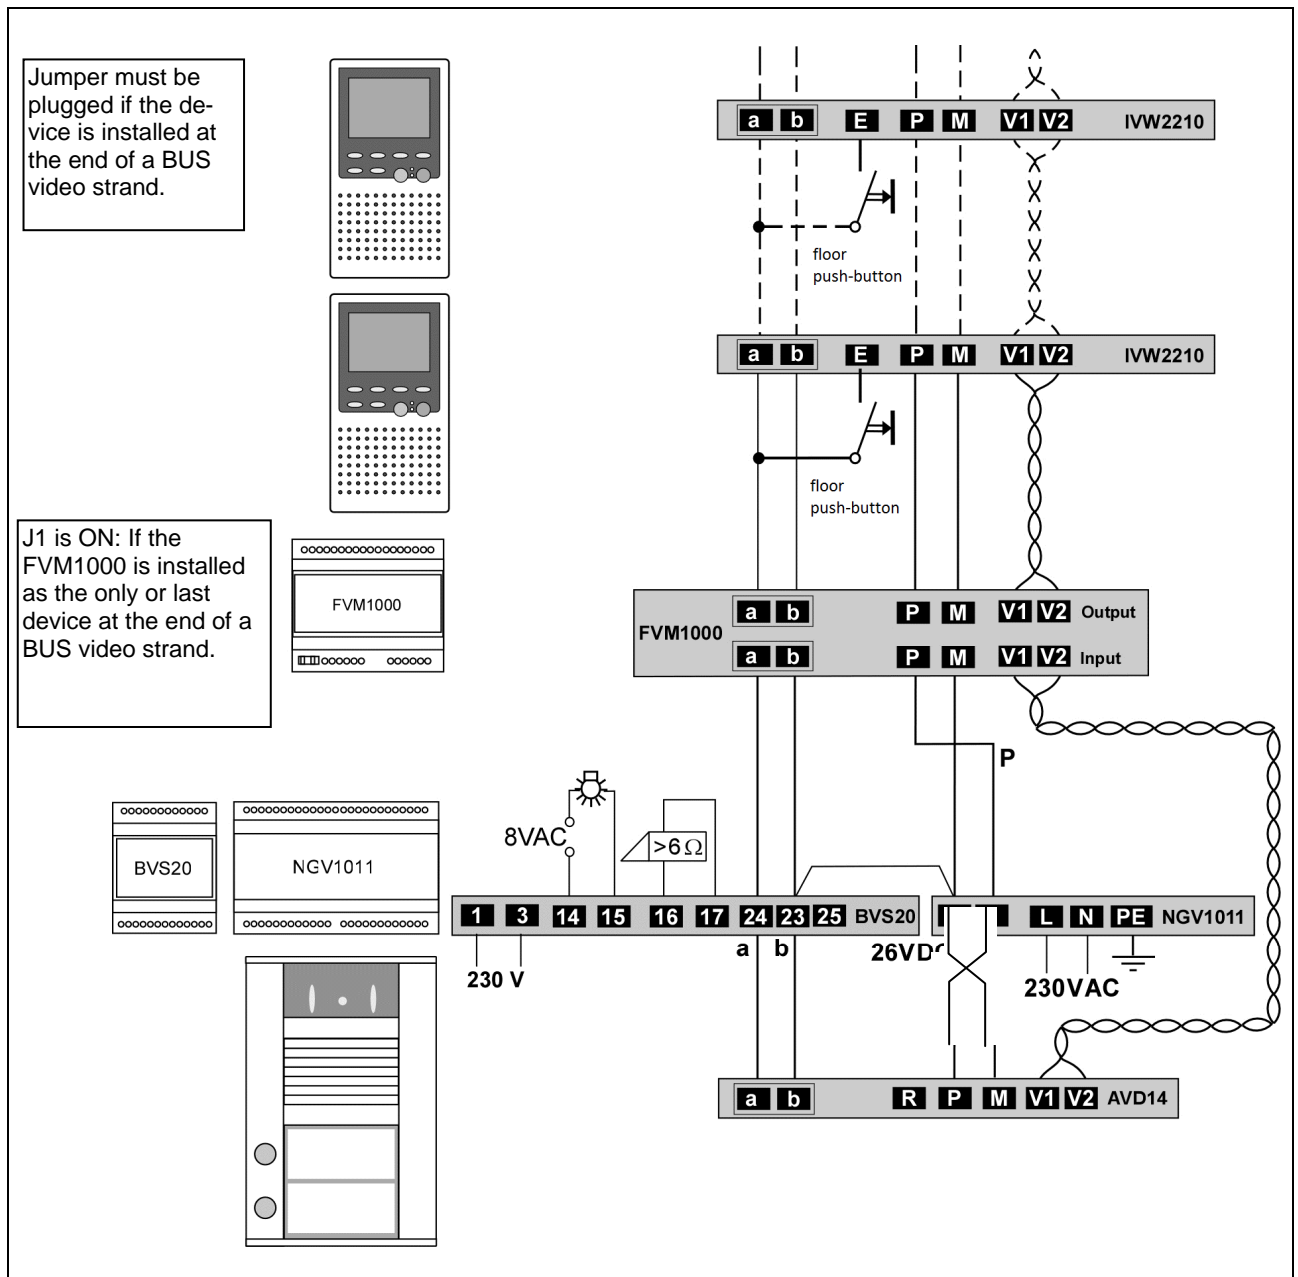 Jumper must be
plugged if the de-
vice is installed at
the end of a BUS
video strand.
a b E P M V1 V2 IVW2210
floor
push-button
a b E P M V1 V2 IVW2210
floor
push-button
J1 is ON: If the
FVM1000 is installed
as the only or last
device at the end of a
BUS video strand.
FVM1000
a b P M V1 V2 Output
FVM1000
a b P M V1 V2 Input
P
8VAC
>6 Ω
BVS20
NGV1011
1 3 14 15 16 17 24 23 25 BVS20
L N PE NGV1011
a b
26VDC
230 V
230VAC
a b R P M V1 V2 AVD14